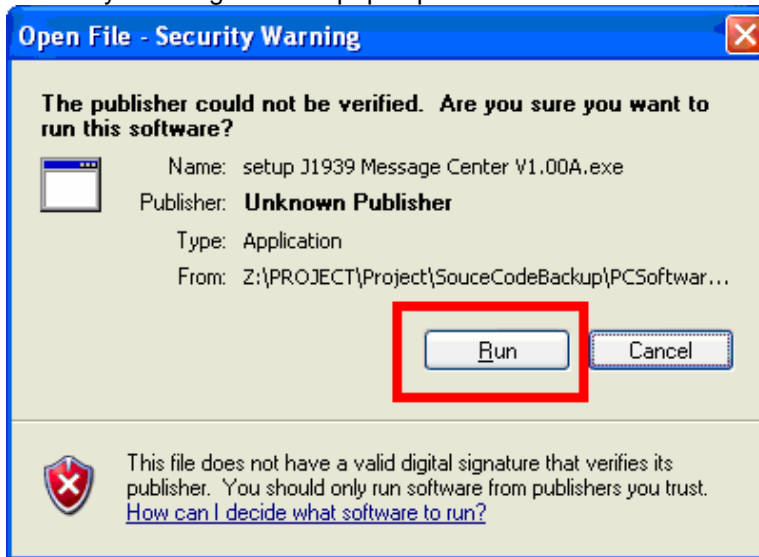 Open File - Security Warning
The publisher could not be verified. Are you sure you want to
run this software?
Name: setup J1939 Message Center V1.00A.exe
Publisher: Unknown Publisher
Type: Application
From: Z:\PROJECT\Project\SouceCodeBackup\PCSoftwar...
Run Cancel
This file does not have a valid digital signature that verifies its
publisher. You should only run software from publishers you trust.
How can I decide what software to run?